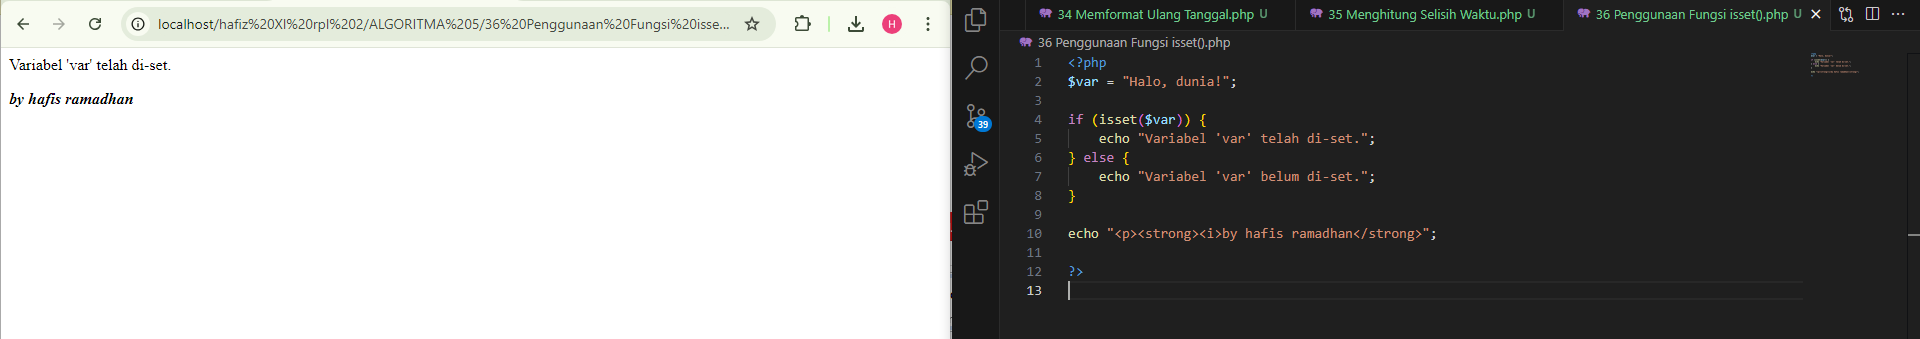 localhost/hafiz%20XI%20rpl%202/ALGORITMA%205/36%20Penggunaan%20Fungsi%20isse...
H
Variabel 'var' telah di-set.
by hafis ramadhan
34 Memformat Ulang Tanggal.php U
35 Menghitung Selisih Waktu.php U
36 Penggunaan Fungsi isset().php U
36 Penggunaan Fungsi isset().php
39
1 <?php
2 $var = "Halo, dunia!";
3
4 if (isset($var)) {
5     echo "Variabel 'var' telah di-set.";
6 } else {
7     echo "Variabel 'var' belum di-set.";
8 }
9
10 echo "<p><strong><i>by hafis ramadhan</strong>";
11
12 ?>
13